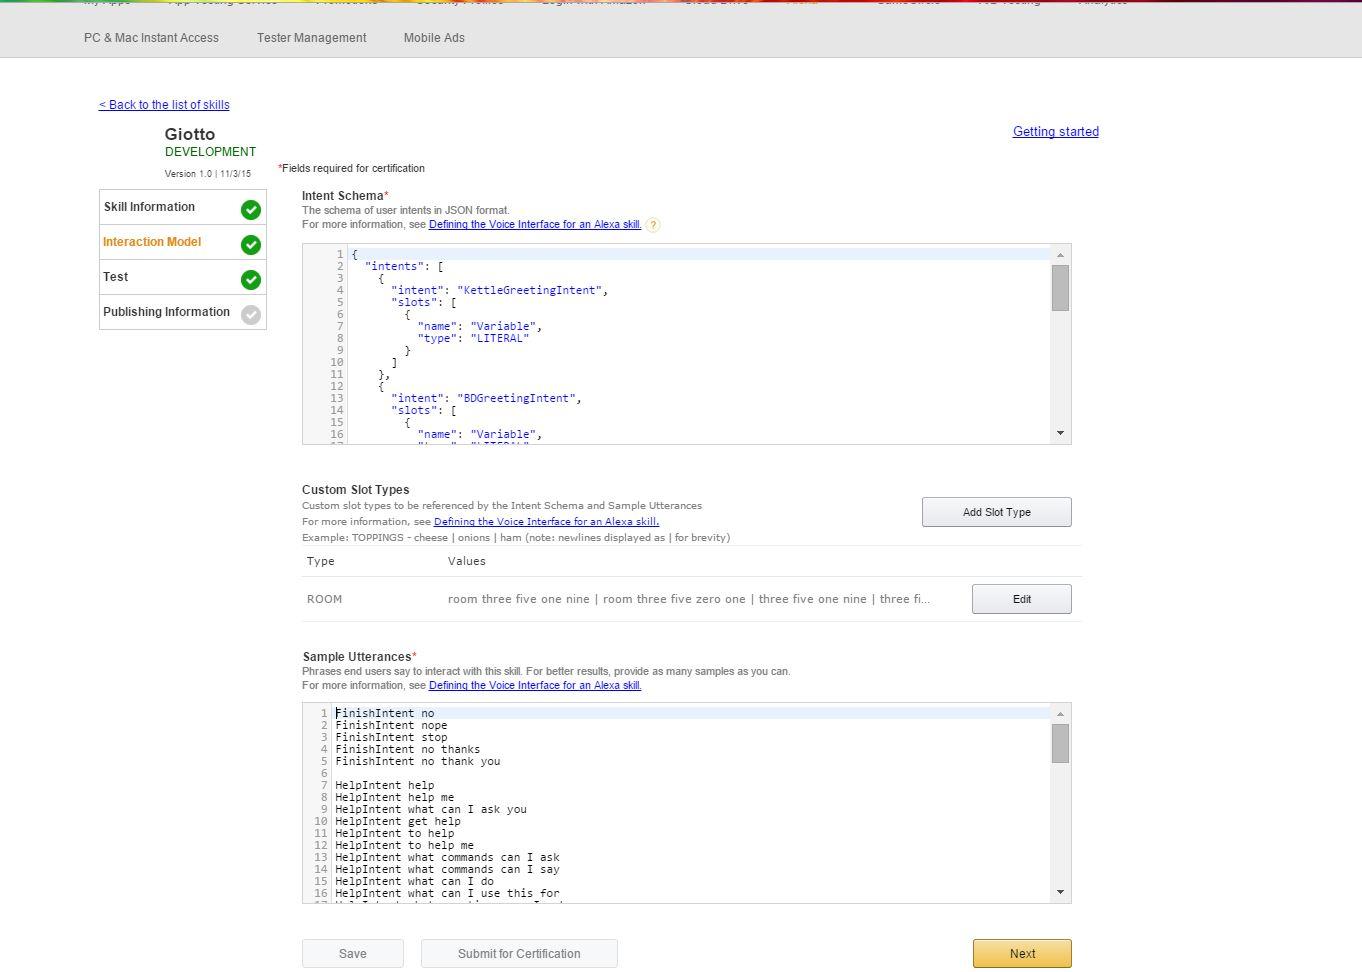 PC & Mac Instant Access Tester Management Mobile Ads
< Back to the list of skills
Getting started
Giotto
DEVELOPMENT
Version 1.0 | 11/3/15
*Fields required for certification
Skill Information
Interaction Model
Test
Publishing Information
Intent Schema*
The schema of user intents in JSON format.
For more information, see Defining the Voice Interface for an Alexa skill. ?
1 {
2   "intents": [
3     {
4       "intent": "KettleGreetingIntent",
5       "slots": [
6         {
7           "name": "Variable",
8           "type": "LITERAL"
9         }
10       ]
11     },
12     {
13       "intent": "BDGreetingIntent",
14       "slots": [
15         {
16           "name": "Variable",
Custom Slot Types
Custom slot types to be referenced by the Intent Schema and Sample Utterances
For more information, see Defining the Voice Interface for an Alexa skill.
Example: TOPPINGS - cheese | onions | ham (note: newlines displayed as | for brevity)
Add Slot Type
Type Values
ROOM room three five one nine | room three five zero one | three five one nine | three fi...
Edit
Sample Utterances*
Phrases end users say to interact with this skill. For better results, provide as many samples as you can.
For more information, see Defining the Voice Interface for an Alexa skill.
1 FinishIntent no
2 FinishIntent nope
3 FinishIntent stop
4 FinishIntent no thanks
5 FinishIntent no thank you
6
7 HelpIntent help
8 HelpIntent help me
9 HelpIntent what can I ask you
10 HelpIntent get help
11 HelpIntent to help
12 HelpIntent to help me
13 HelpIntent what commands can I ask
14 HelpIntent what commands can I say
15 HelpIntent what can I do
16 HelpIntent what can I use this for
Save Submit for Certification Next